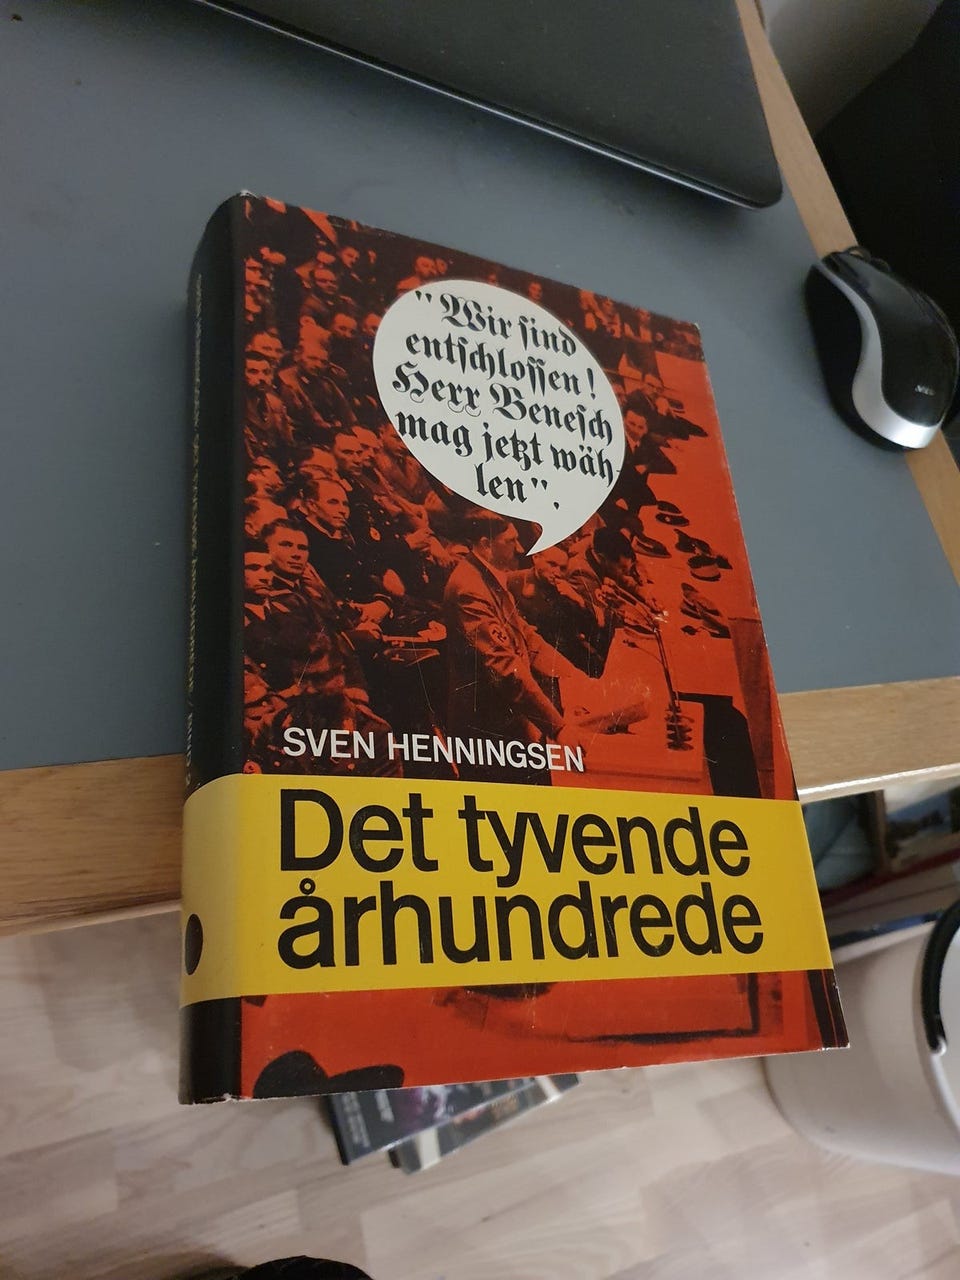 "Wir sind
entschlossen!
Herr Benesch
mag jetzt wäh-
len".
SVEN HENNINGSEN
Det tyvende
århundrede